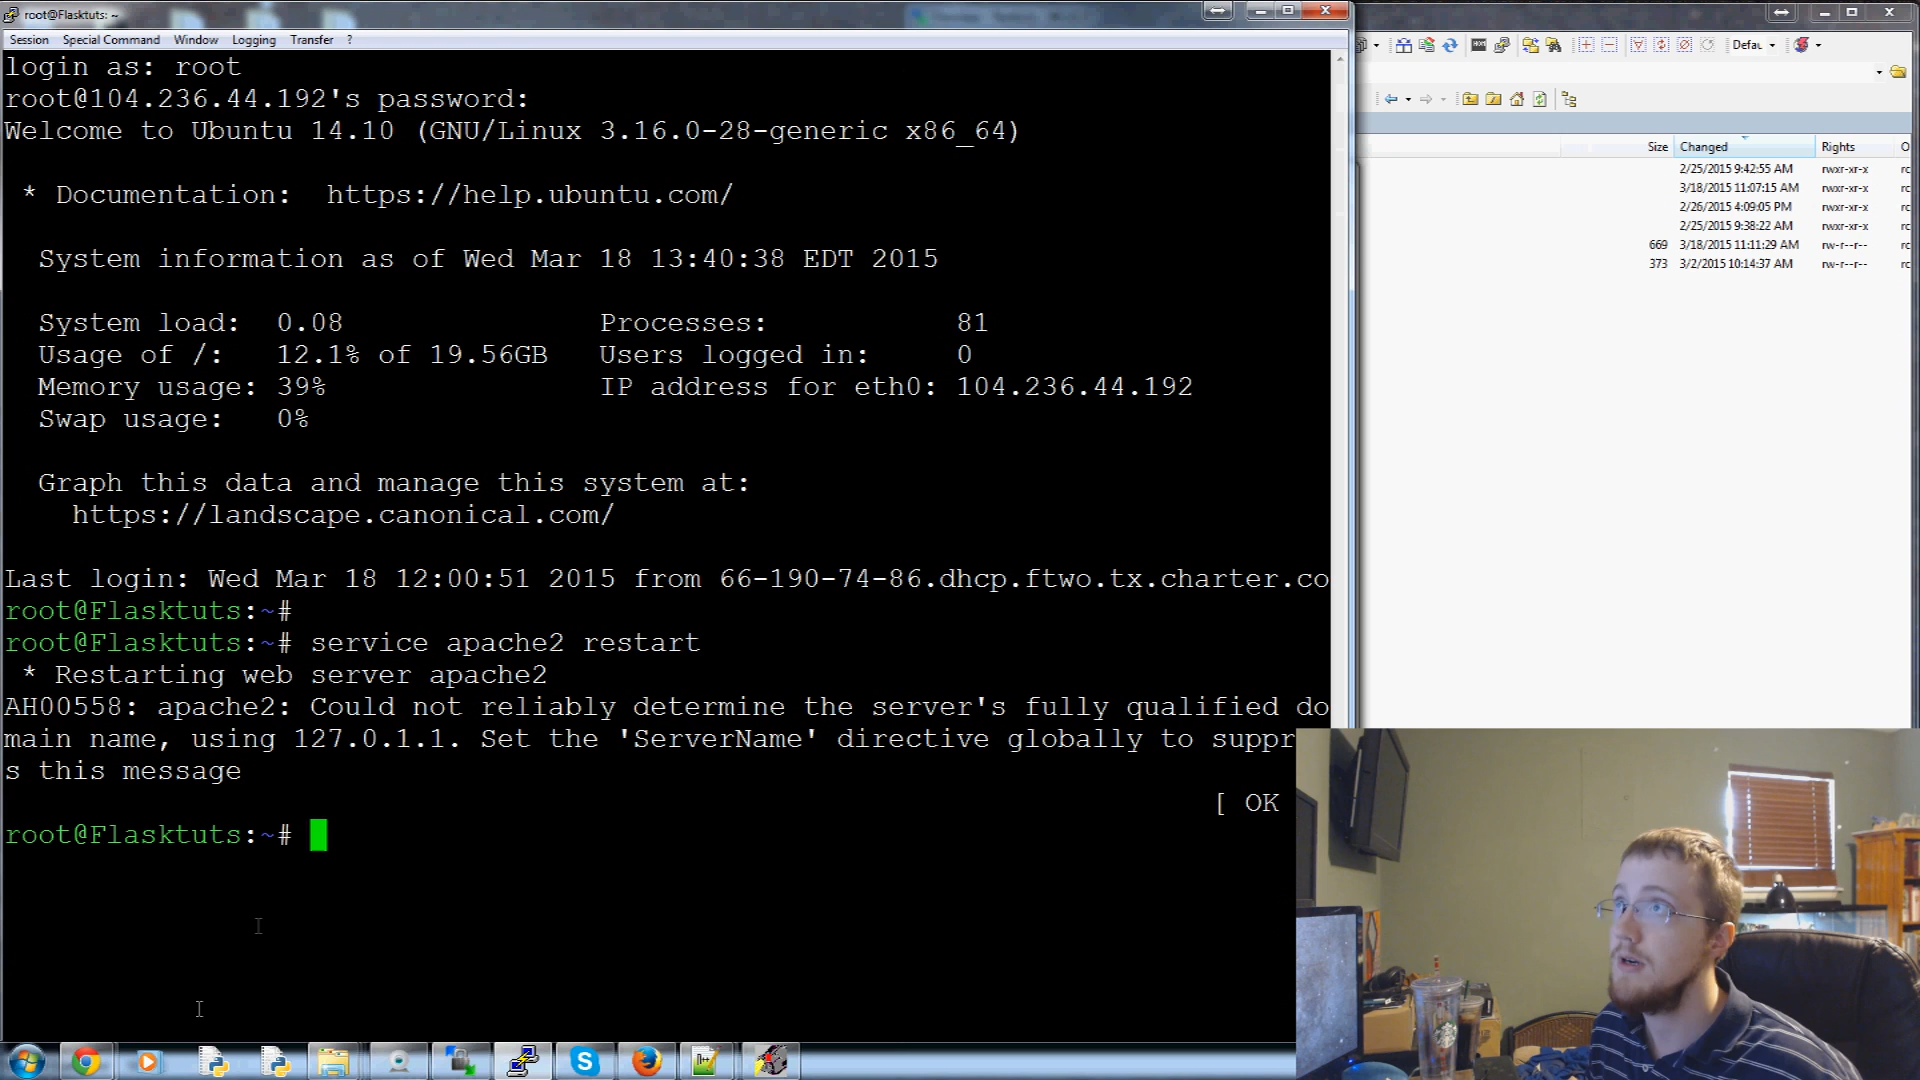 root@Flasktuts: ~
Session Special Command Window Logging Transfer ?
login as: root
root@104.236.44.192's password:
Welcome to Ubuntu 14.10 (GNU/Linux 3.16.0-28-generic x86_64)
* Documentation: https://help.ubuntu.com/
System information as of Wed Mar 18 13:40:38 EDT 2015
System load: 0.08 Processes: 81
Usage of /: 12.1% of 19.56GB Users logged in: 0
Memory usage: 39% IP address for eth0: 104.236.44.192
Swap usage: 0%
Graph this data and manage this system at:
https://landscape.canonical.com/
Last login: Wed Mar 18 12:00:51 2015 from 66-190-74-86.dhcp.ftwo.tx.charter.co
root@Flasktuts:~#
root@Flasktuts:~# service apache2 restart
* Restarting web server apache2
AH00558: apache2: Could not reliably determine the server's fully qualified do
main name, using 127.0.1.1. Set the 'ServerName' directive globally to suppr
s this message
[ OK
root@Flasktuts:~#
Defau
Size Changed Rights O
2/25/2015 9:42:55 AM rwxr-xr-x rc
3/18/2015 11:07:15 AM rwxr-xr-x rc
2/26/2015 4:09:05 PM rwxr-xr-x rc
2/25/2015 9:38:22 AM rwxr-xr-x rc
669 3/18/2015 11:11:29 AM rw-r--r-- rc
373 3/2/2015 10:14:37 AM rw-r--r-- rc